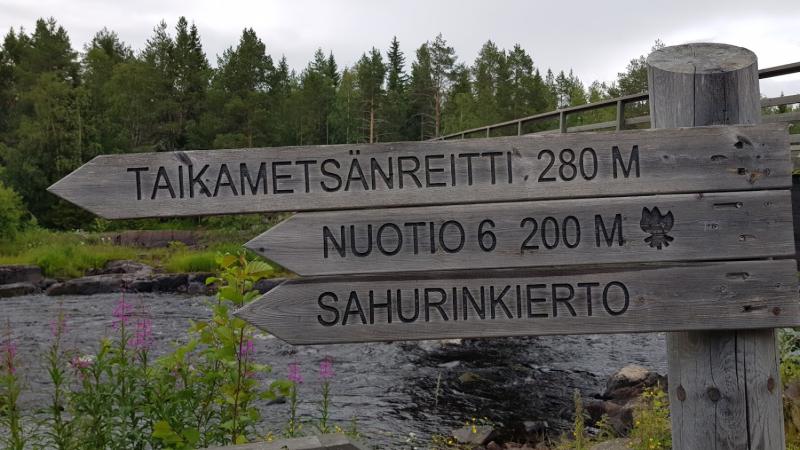 TAIKAMETSÄNREITTI 280 M
NUOTIO 6 200 M
SAHURINKIERTO